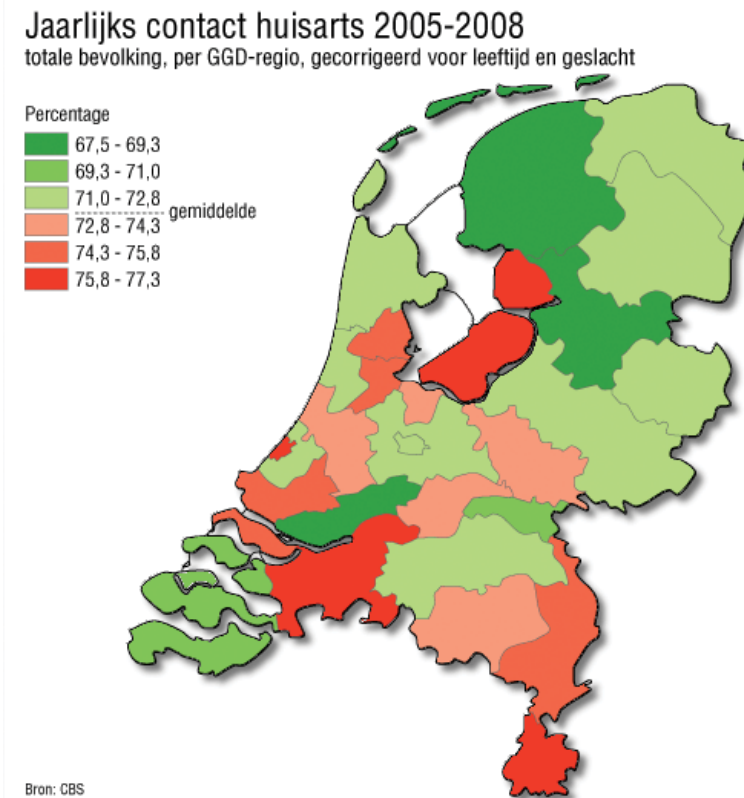 Jaarlijks contact huisarts 2005-2008
totale bevolking, per GGD-regio, gecorrigeerd voor leeftijd en geslacht
Percentage
67,5 - 69,3
69,3 - 71,0
71,0 - 72,8
gemiddelde
72,8 - 74,3
74,3 - 75,8
75,8 - 77,3
Bron: CBS